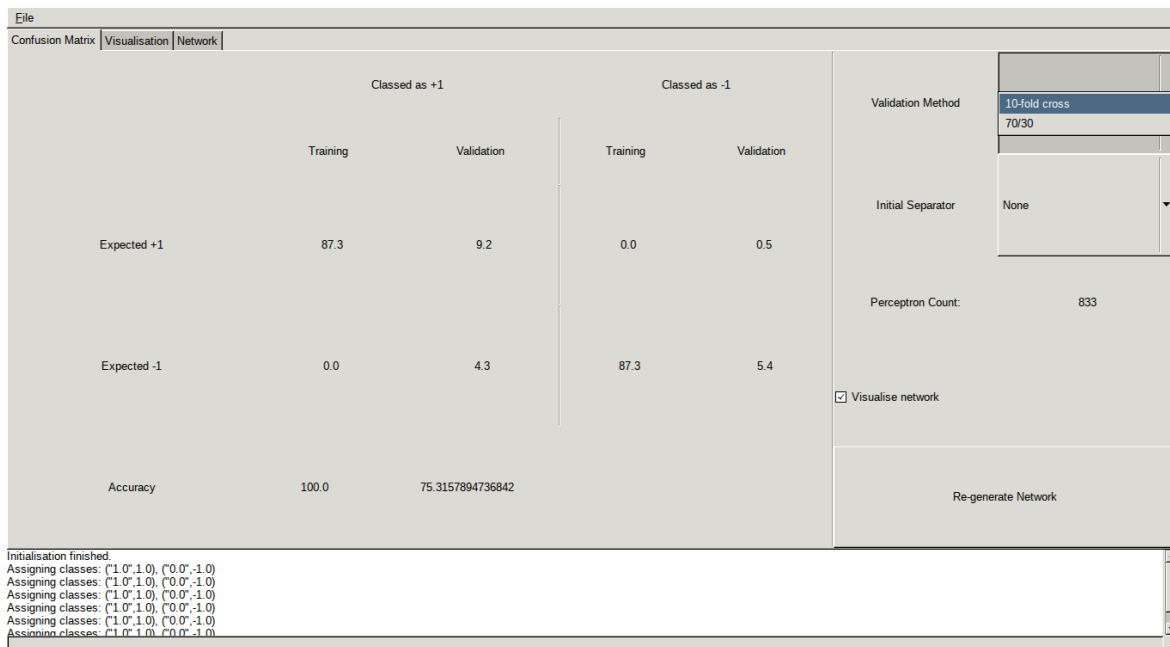 File
Confusion Matrix Visualisation Network
Classed as +1 Classed as -1
Training Validation Training Validation
Expected +1 87.3 9.2 0.0 0.5
Expected -1 0.0 4.3 87.3 5.4
Accuracy 100.0 75.3157894736842
Validation Method
10-fold cross
70/30
Initial Separator None
Perceptron Count: 833
Visualise network
Re-generate Network
Initialisation finished.
Assigning classes: ("1.0",1.0), ("0.0",-1.0)
Assigning classes: ("1.0",1.0), ("0.0",-1.0)
Assigning classes: ("1.0",1.0), ("0.0",-1.0)
Assigning classes: ("1.0",1.0), ("0.0",-1.0)
Assigning classes: ("1.0",1.0), ("0.0",-1.0)
Assigning classes: ("1.0",1.0), ("0.0",-1.0)